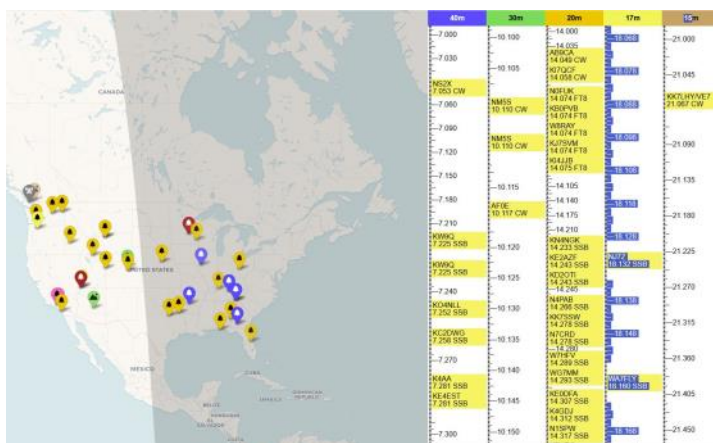 CANADA
UNITED STATES
MEXICO
CUBA
JAMAICA
BELIZE
HONDURAS
40m
7.000
7.030
NS2X
7.053 CW
7.060
7.090
7.120
7.150
7.180
7.210
KW9Q
7.225 SSB
KW9Q
7.225 SSB
7.240
KO4NLL
7.252 SSB
KC2DWG
7.258 SSB
7.270
K4AA
7.281 SSB
KE4EST
7.281 SSB
7.300
30m
10.100
10.105
NM5S
10.110 CW
NM5S
10.110 CW
10.115
AF0E
10.117 CW
10.120
10.125
10.130
10.135
10.140
10.145
10.150
20m
14.000
14.035
14.049 CW
KI7QCF
14.058 CW
N0FUK
14.074 FT8
KB0PVB
14.074 FT8
W8RAY
14.074 FT8
KJ7SVM
14.074 FT8
KI4JJB
14.075 FT8
14.105
14.140
14.175
14.210
KN4NGK
14.233 SSB
KE2AZF
14.243 SSB
KD2OTI
14.243 SSB
14.245
N4PAB
14.266 SSB
KK7SSW
14.278 SSB
N7CRD
14.278 SSB
14.280
W7HFV
14.289 SSB
WG7MM
14.293 SSB
KE0OFA
14.307 SSB
K4GDJ
14.312 SSB
N1SPW
14.317 SSB
17m
18.068
18.078
18.088
18.098
18.108
18.118
18.128
NJ7Z
18.132 SSB
18.138
18.148
WA7FLY
18.160 SSB
18.168
15m
21.000
21.045
KK7LHY/VE7
21.067 CW
21.090
21.135
21.180
21.225
21.270
21.315
21.360
21.405
21.450